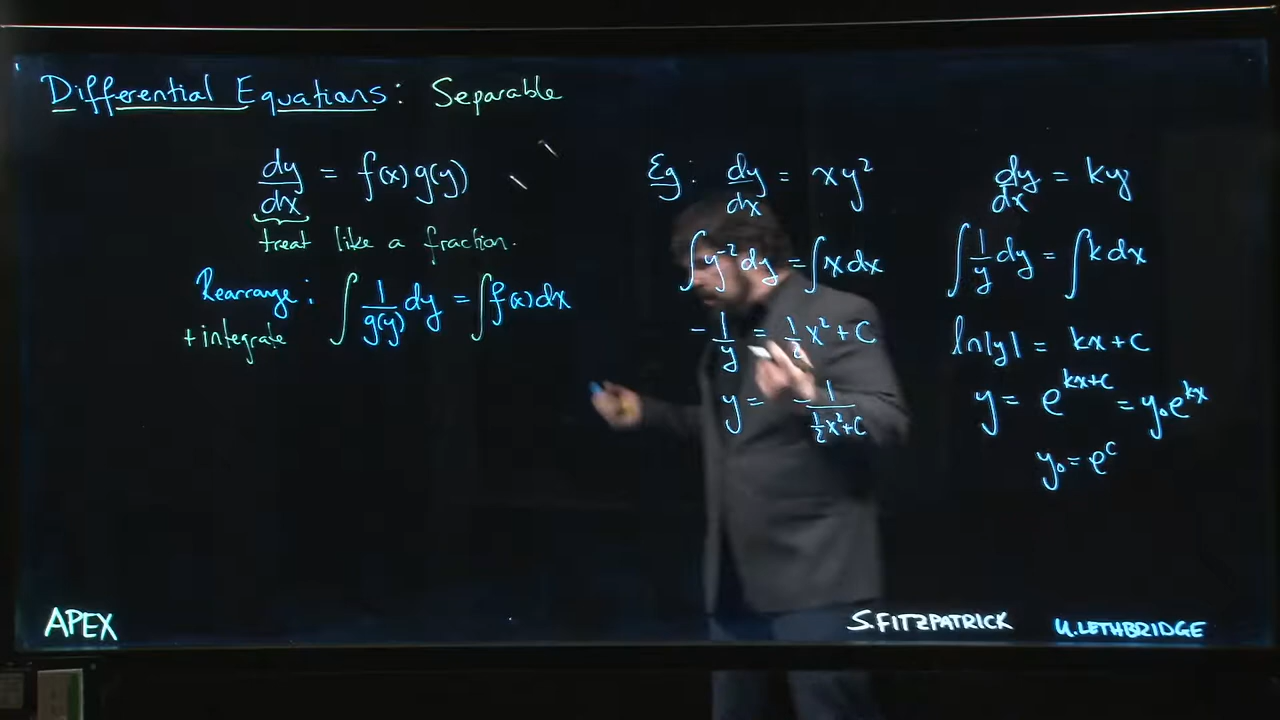 Differential Equations: Separable
dy/dx = f(x)g(y)
treat like a fraction.
Rearrange: ∫ 1/g(y) dy = ∫ f(x)dx
+ integrate
Eg: dy/dx = xy²
∫ y⁻² dy = ∫ x dx
-1/y = ½x² + C
y = -1/(½x²+C)
dy/dx = ky
∫ 1/y dy = ∫ k dx
ln|y| = kx + C
y = e^(kx+C) = y₀e^(kx)
y₀ = e^C
APEX
S.FITZPATRICK
U.LETHBRIDGE